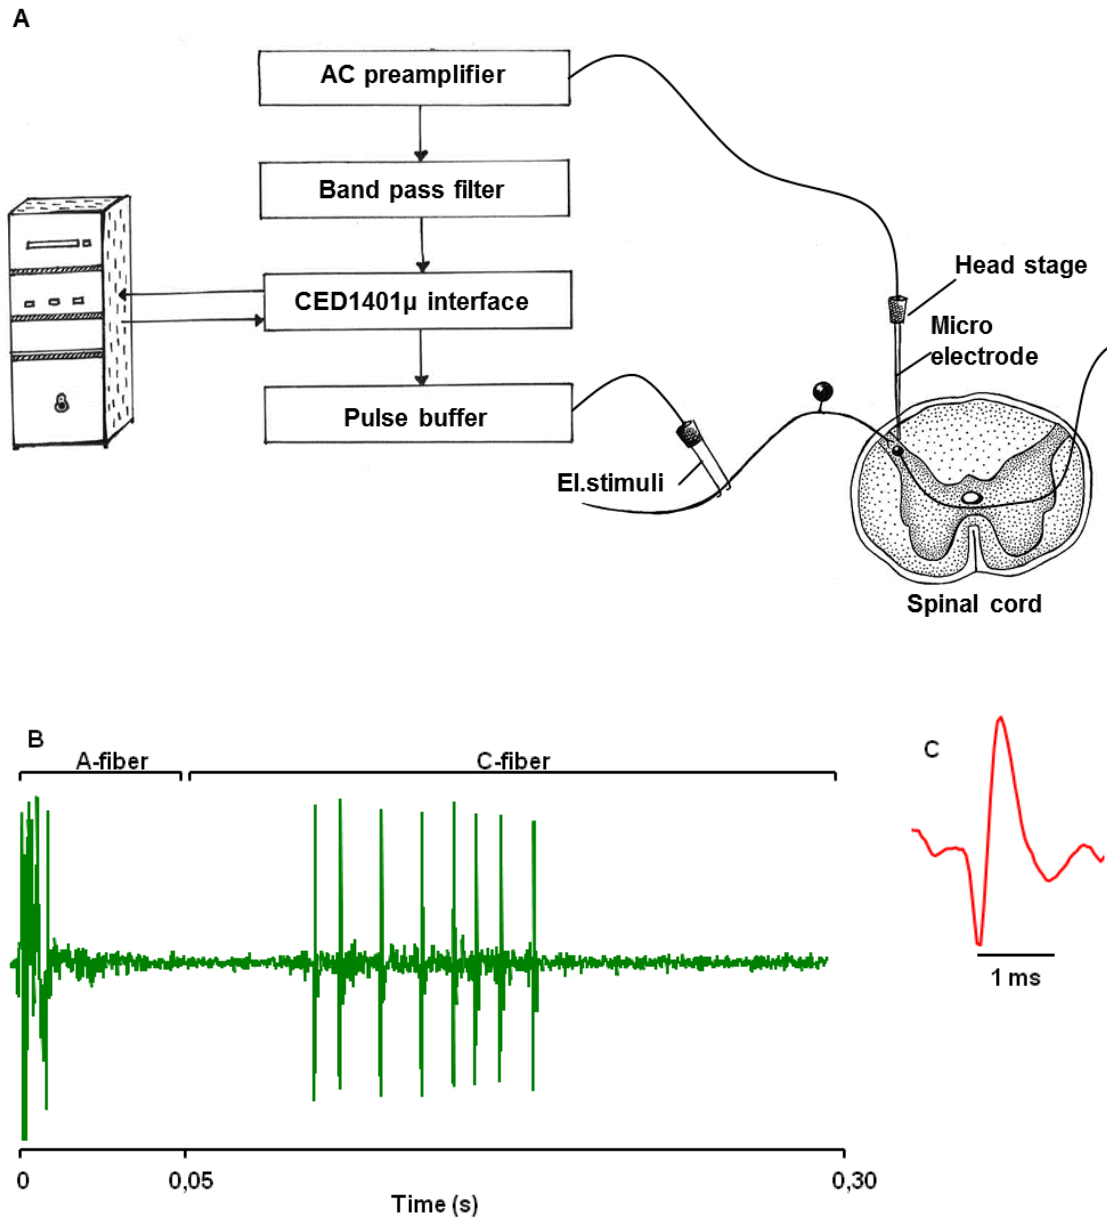 A
AC preamplifier
Band pass filter
CED1401µ interface
Pulse buffer
Head stage
Micro
electrode
El.stimuli
Spinal cord
B
A-fiber
C-fiber
C
1 ms
0
0,05
0,30
Time (s)